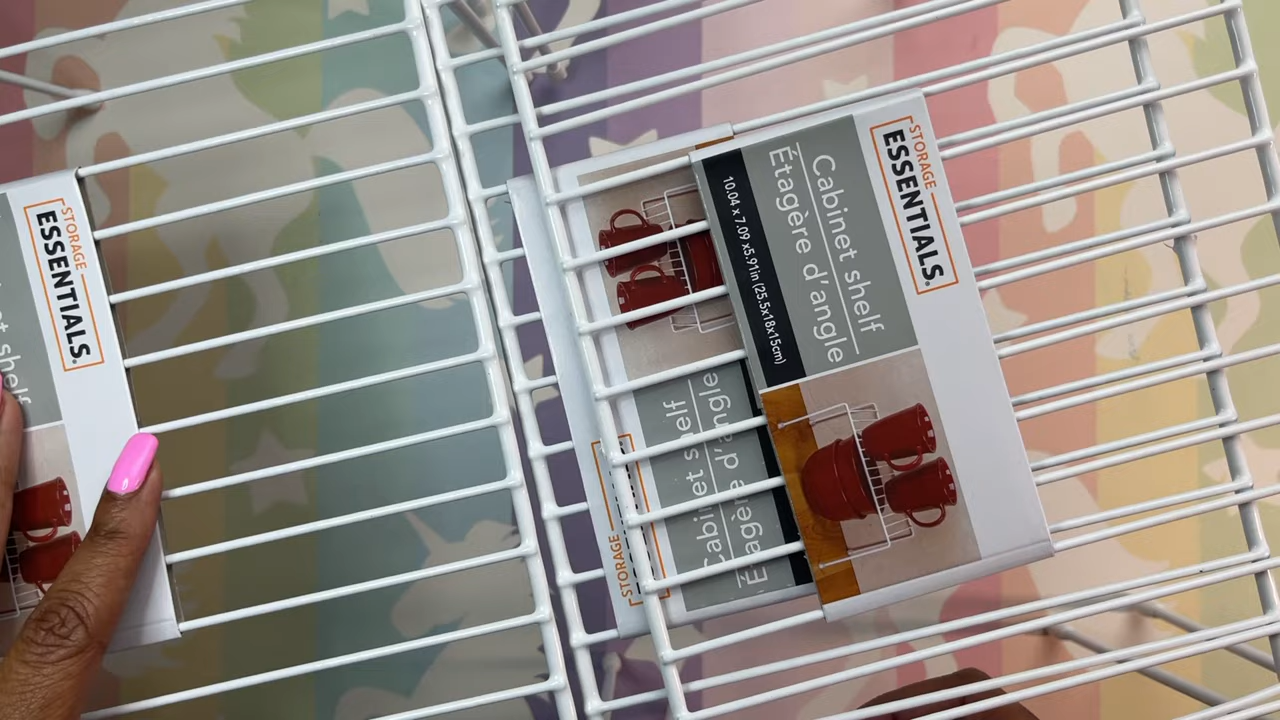 STORAGE
ESSENTIALS®
shelf
STORAGE
ESSENTIALS®
Cabinet shelf
Étagère d'angle
10.04 x 7.09 x5.91in (25.5x18x15cm)
Cabinet shelf
Étagère d'angle
STORAGE